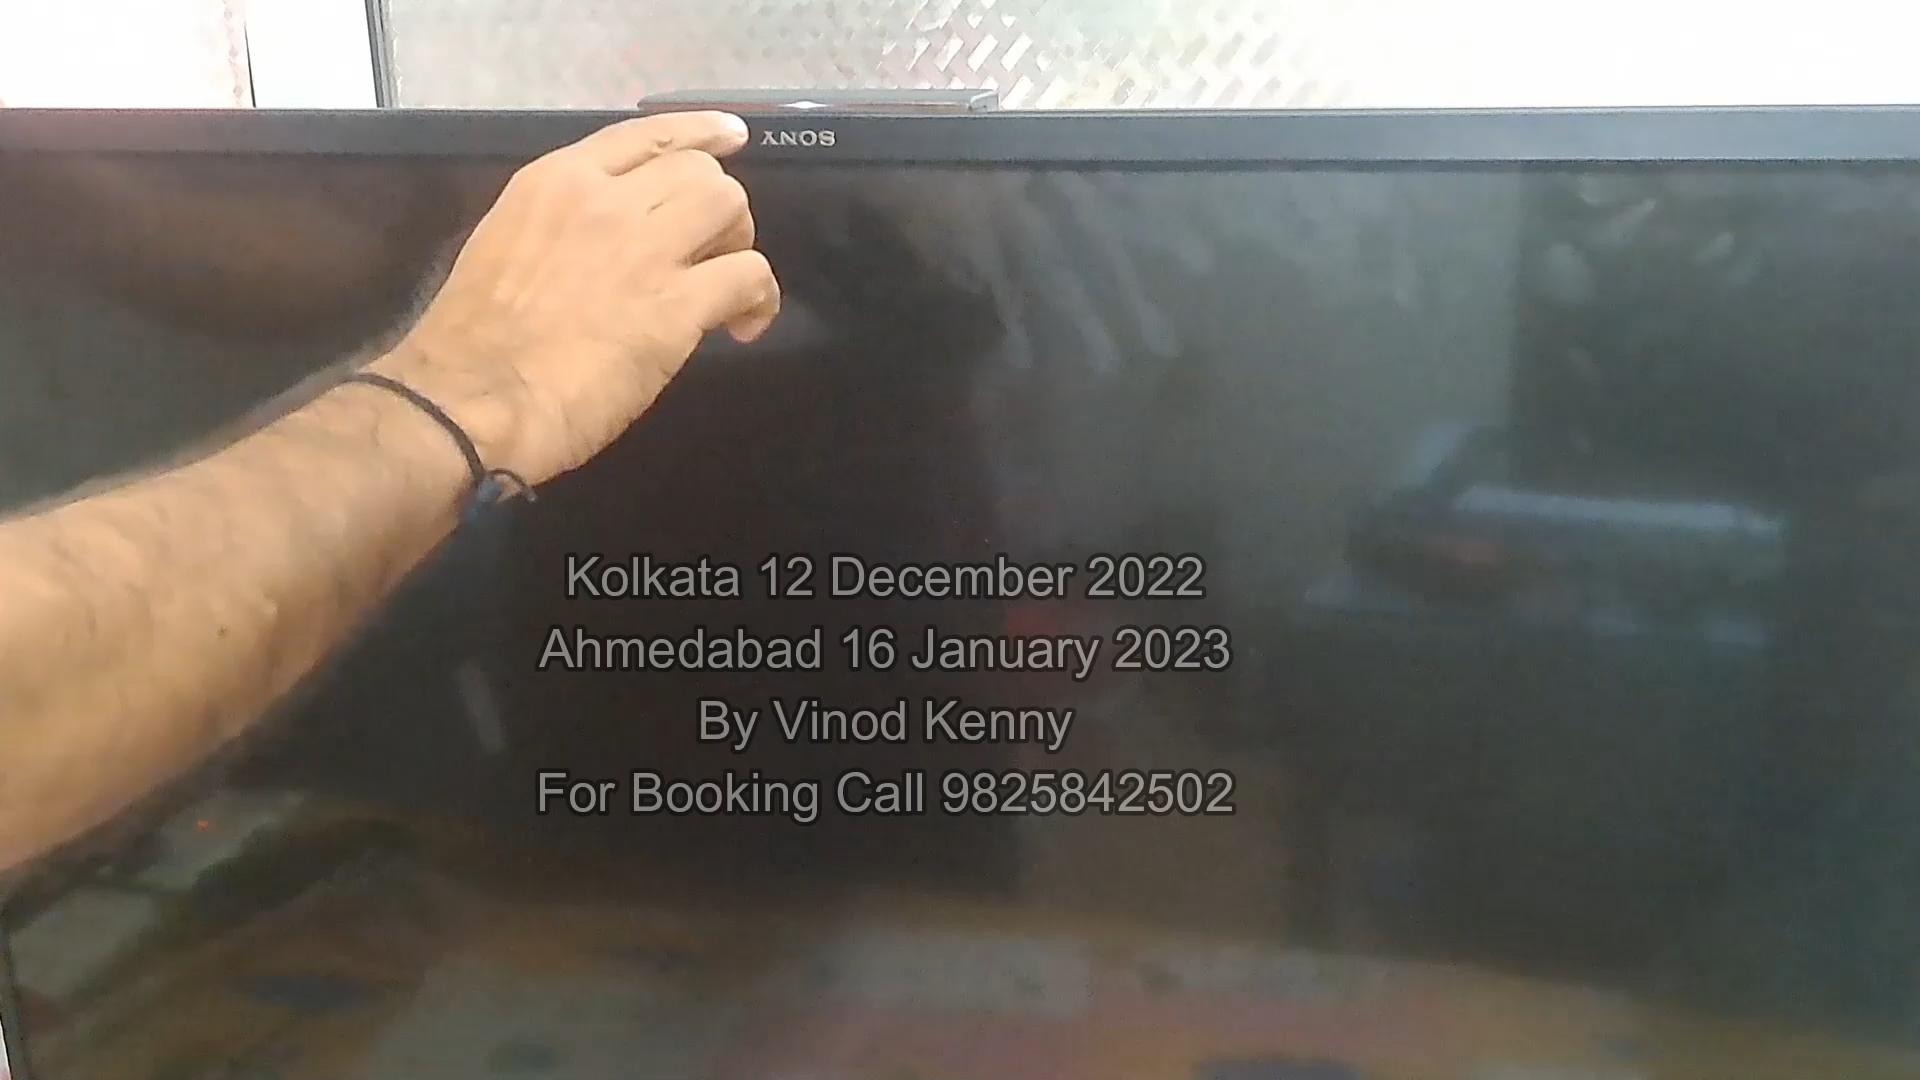 SONY
Kolkata 12 December 2022
Ahmedabad 16 January 2023
By Vinod Kenny
For Booking Call 9825842502